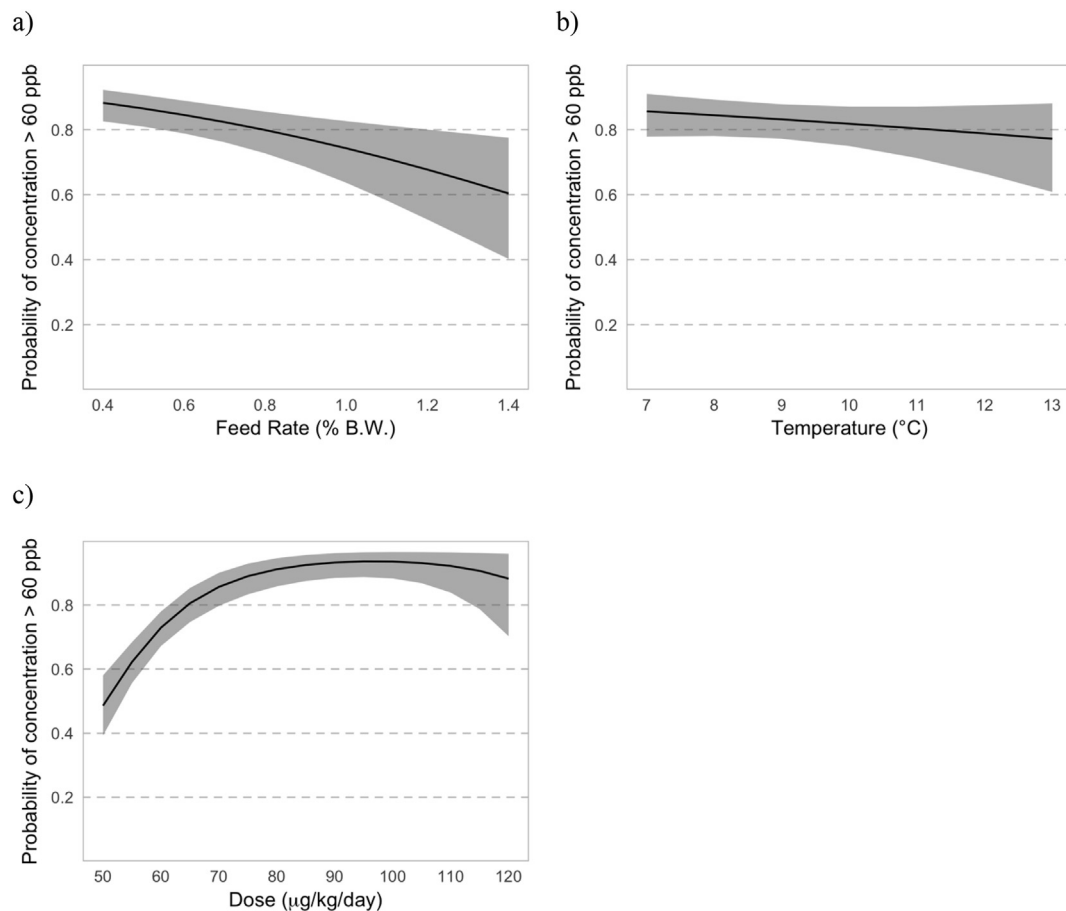 a)
Probability of concentration > 60 ppb
0.8
0.6
0.4
0.2
0.4 0.6 0.8 1.0 1.2 1.4
Feed Rate (% B.W.)
b)
Probability of concentration > 60 ppb
0.8
0.6
0.4
0.2
7 8 9 10 11 12 13
Temperature (°C)
c)
Probability of concentration > 60 ppb
0.8
0.6
0.4
0.2
50 60 70 80 90 100 110 120
Dose (μg/kg/day)